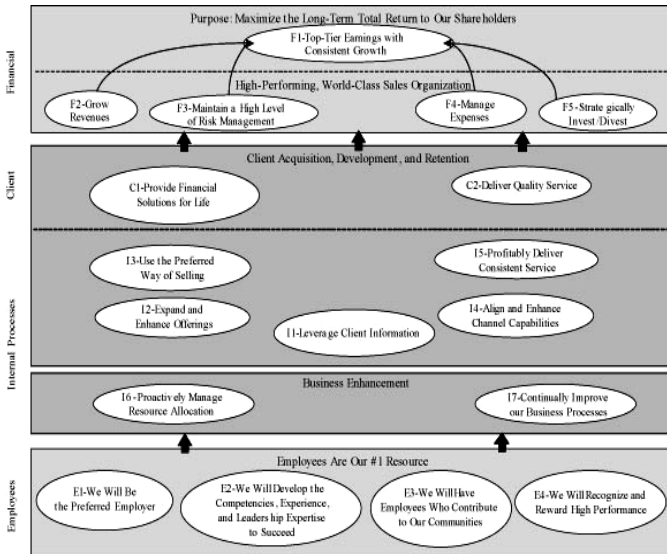 Purpose: Maximize the Long-Term Total Return to Our Shareholders
F1-Top-Tier Earnings with
Consistent Growth
Financial
High-Performing, World-Class Sales Organization
F2-Grow
Revenues
F3-Maintain a High Level
of Risk Management
F4-Manage
Expenses
F5-Strate gically
Invest/Divest
Client Acquisition, Development, and Retention
Client
C1-Provide Financial
Solutions for Life
C2-Deliver Quality Service
I3-Use the Preferred
Way of Selling
I5-Profitably Deliver
Consistent Service
I2-Expand and
Enhance Offerings
I1-Leverage Client Information
I4-Align and Enhance
Channel Capabilities
Internal Processes
Business Enhancement
I6-Proactively Manage
Resource Allocation
I7-Continually Improve
our Business Processes
Employees Are Our #1 Resource
Employees
E1-We Will Be
the Preferred Employer
E2-We Will Develop the
Competencies, Experience,
and Leaders hip Expertise
to Succeed
E3-We Will Have
Employees Who Contribute
to Our Communities
E4-We Will Recognize and
Reward High Performance